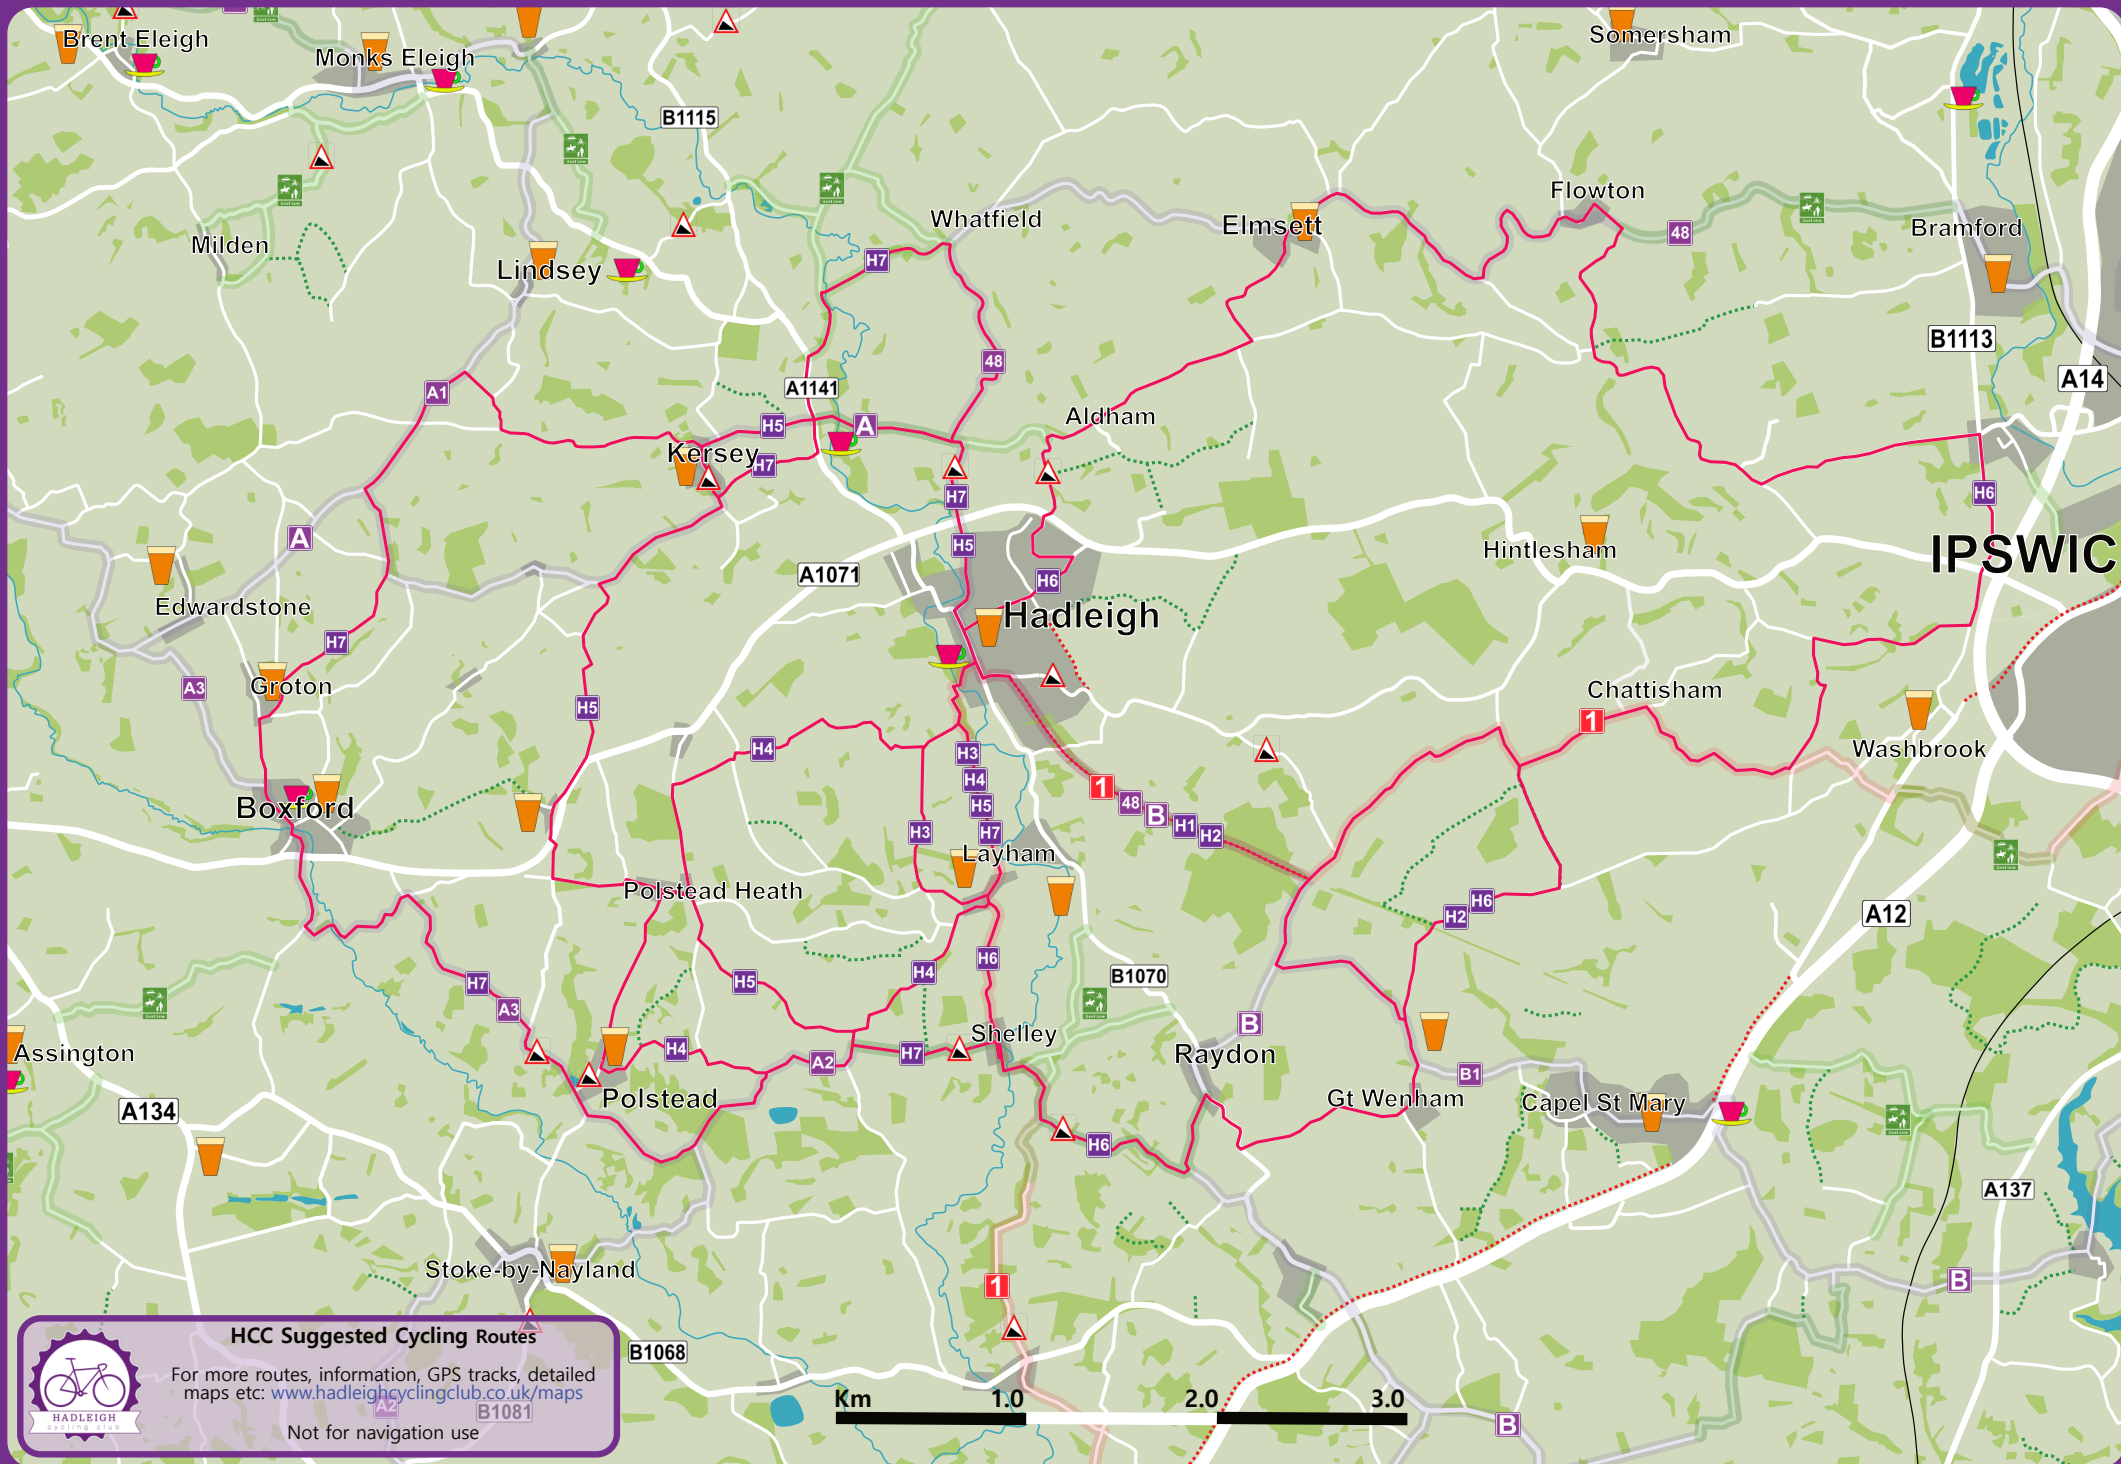 Brent Eleigh
Monks Eleigh
Somersham
B1115
Milden
Whatfield
Elmsett
Flowton
48
Bramford
Lindsey
H7
B1113
A14
48
A1141
A1
H5
A
Aldham
Kersey
H7
H7
H6
A
H5
Hintlesham
IPSWIC
A1071
H6
Edwardstone
Hadleigh
H7
A3
Groton
H5
Chattisham
1
H4
H3
Washbrook
H4
1
48
B
H1
H2
Boxford
H5
H3
H7
Layham
Polstead Heath
H6
H2
A12
H7
H5
H4
H6
B1070
A3
Shelley
B
Assington
H4
A2
H7
Raydon
B1
A134
Polstead
Gt Wenham
Capel St Mary
H6
A137
Stoke-by-Nayland
1
B
B1068
HCC Suggested Cycling Routes
For more routes, information, GPS tracks, detailed
maps etc: www.hadleighcyclingclub.co.uk/maps
Not for navigation use
HADLEIGH
cycling club
A2
B1081
Km 1.0 2.0 3.0
B